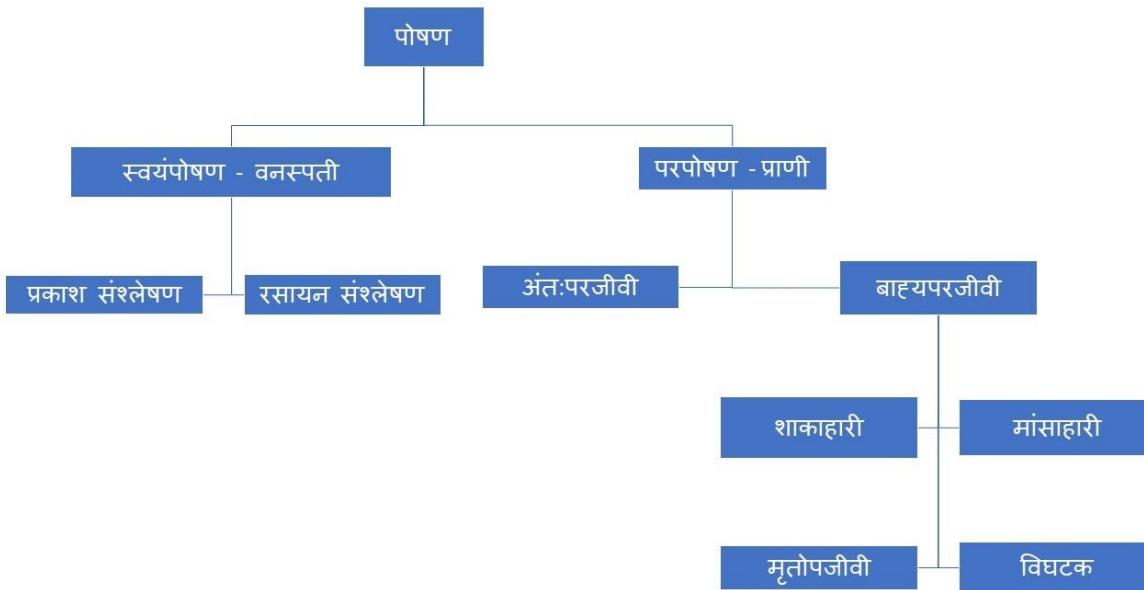 पोषण
स्वयंपोषण - वनस्पती
परपोषण - प्राणी
प्रकाश संश्लेषण
रसायन संश्लेषण
अंत:परजीवी
बाह्यपरजीवी
शाकाहारी
मांसाहारी
मृतोपजीवी
विघटक